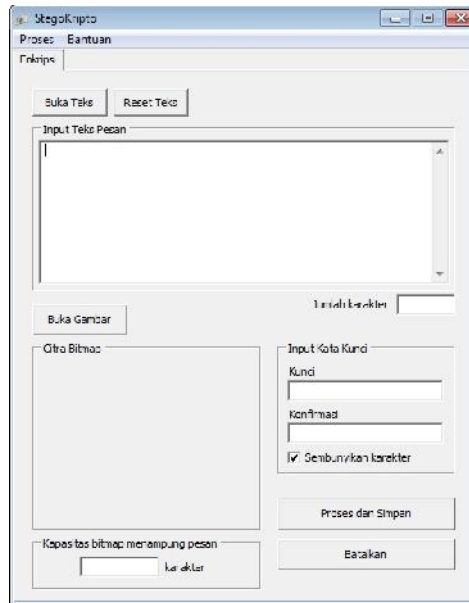 StegoKripto
Proses Bantuan
Enkripsi
Buka Teks Reset Teks
Input Teks Pesan
Jumlah karakter
Buka Gambar
Citra Bitmap
Input Kata Kunci
Kunci
Konfirmasi
Sembunyikan karakter
Proses dan Simpan
Kapasitas bitmap menampung pesan
karakter
Batalkan